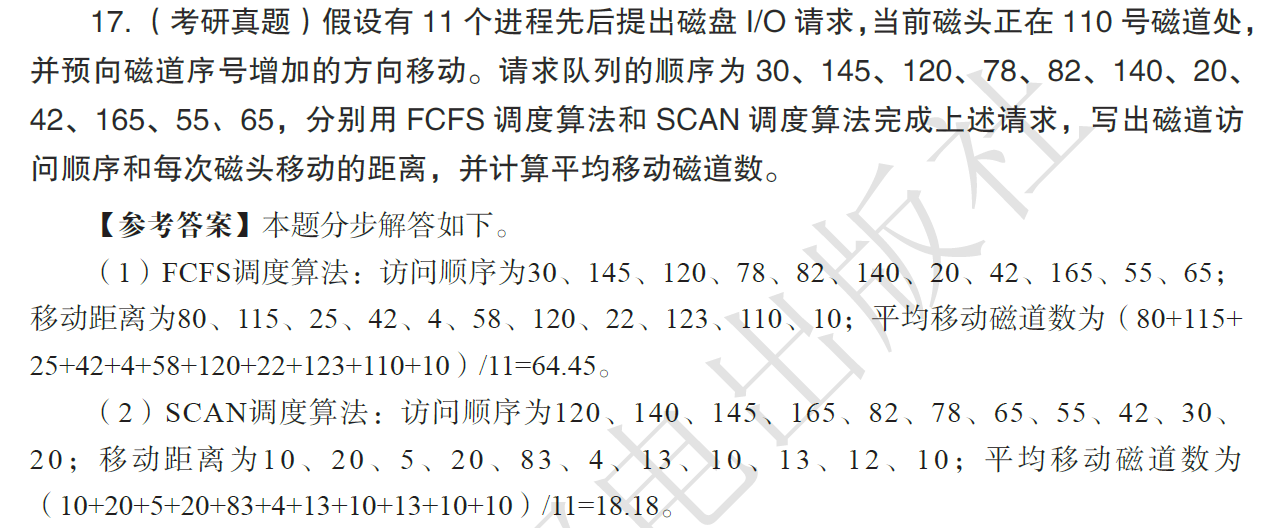 17.（考研真题）假设有 11 个进程先后提出磁盘 I/O 请求，当前磁头正在 110 号磁道处，
并预向磁道序号增加的方向移动。请求队列的顺序为 30、145、120、78、82、140、20、
42、165、55、65，分别用 FCFS 调度算法和 SCAN 调度算法完成上述请求，写出磁道访
问顺序和每次磁头移动的距离，并计算平均移动磁道数。
【参考答案】本题分步解答如下。
（1）FCFS调度算法：访问顺序为30、145、120、78、82、140、20、42、165、55、65；
移动距离为80、115、25、42、4、58、120、22、123、110、10；平均移动磁道数为（80+115+
25+42+4+58+120+22+123+110+10）/11=64.45。
（2）SCAN调度算法：访问顺序为120、140、145、165、82、78、65、55、42、30、
20；移动距离为10、20、5、20、83、4、13、10、13、12、10；平均移动磁道数为
（10+20+5+20+83+4+13+10+13+10+10）/11=18.18。
电出版社